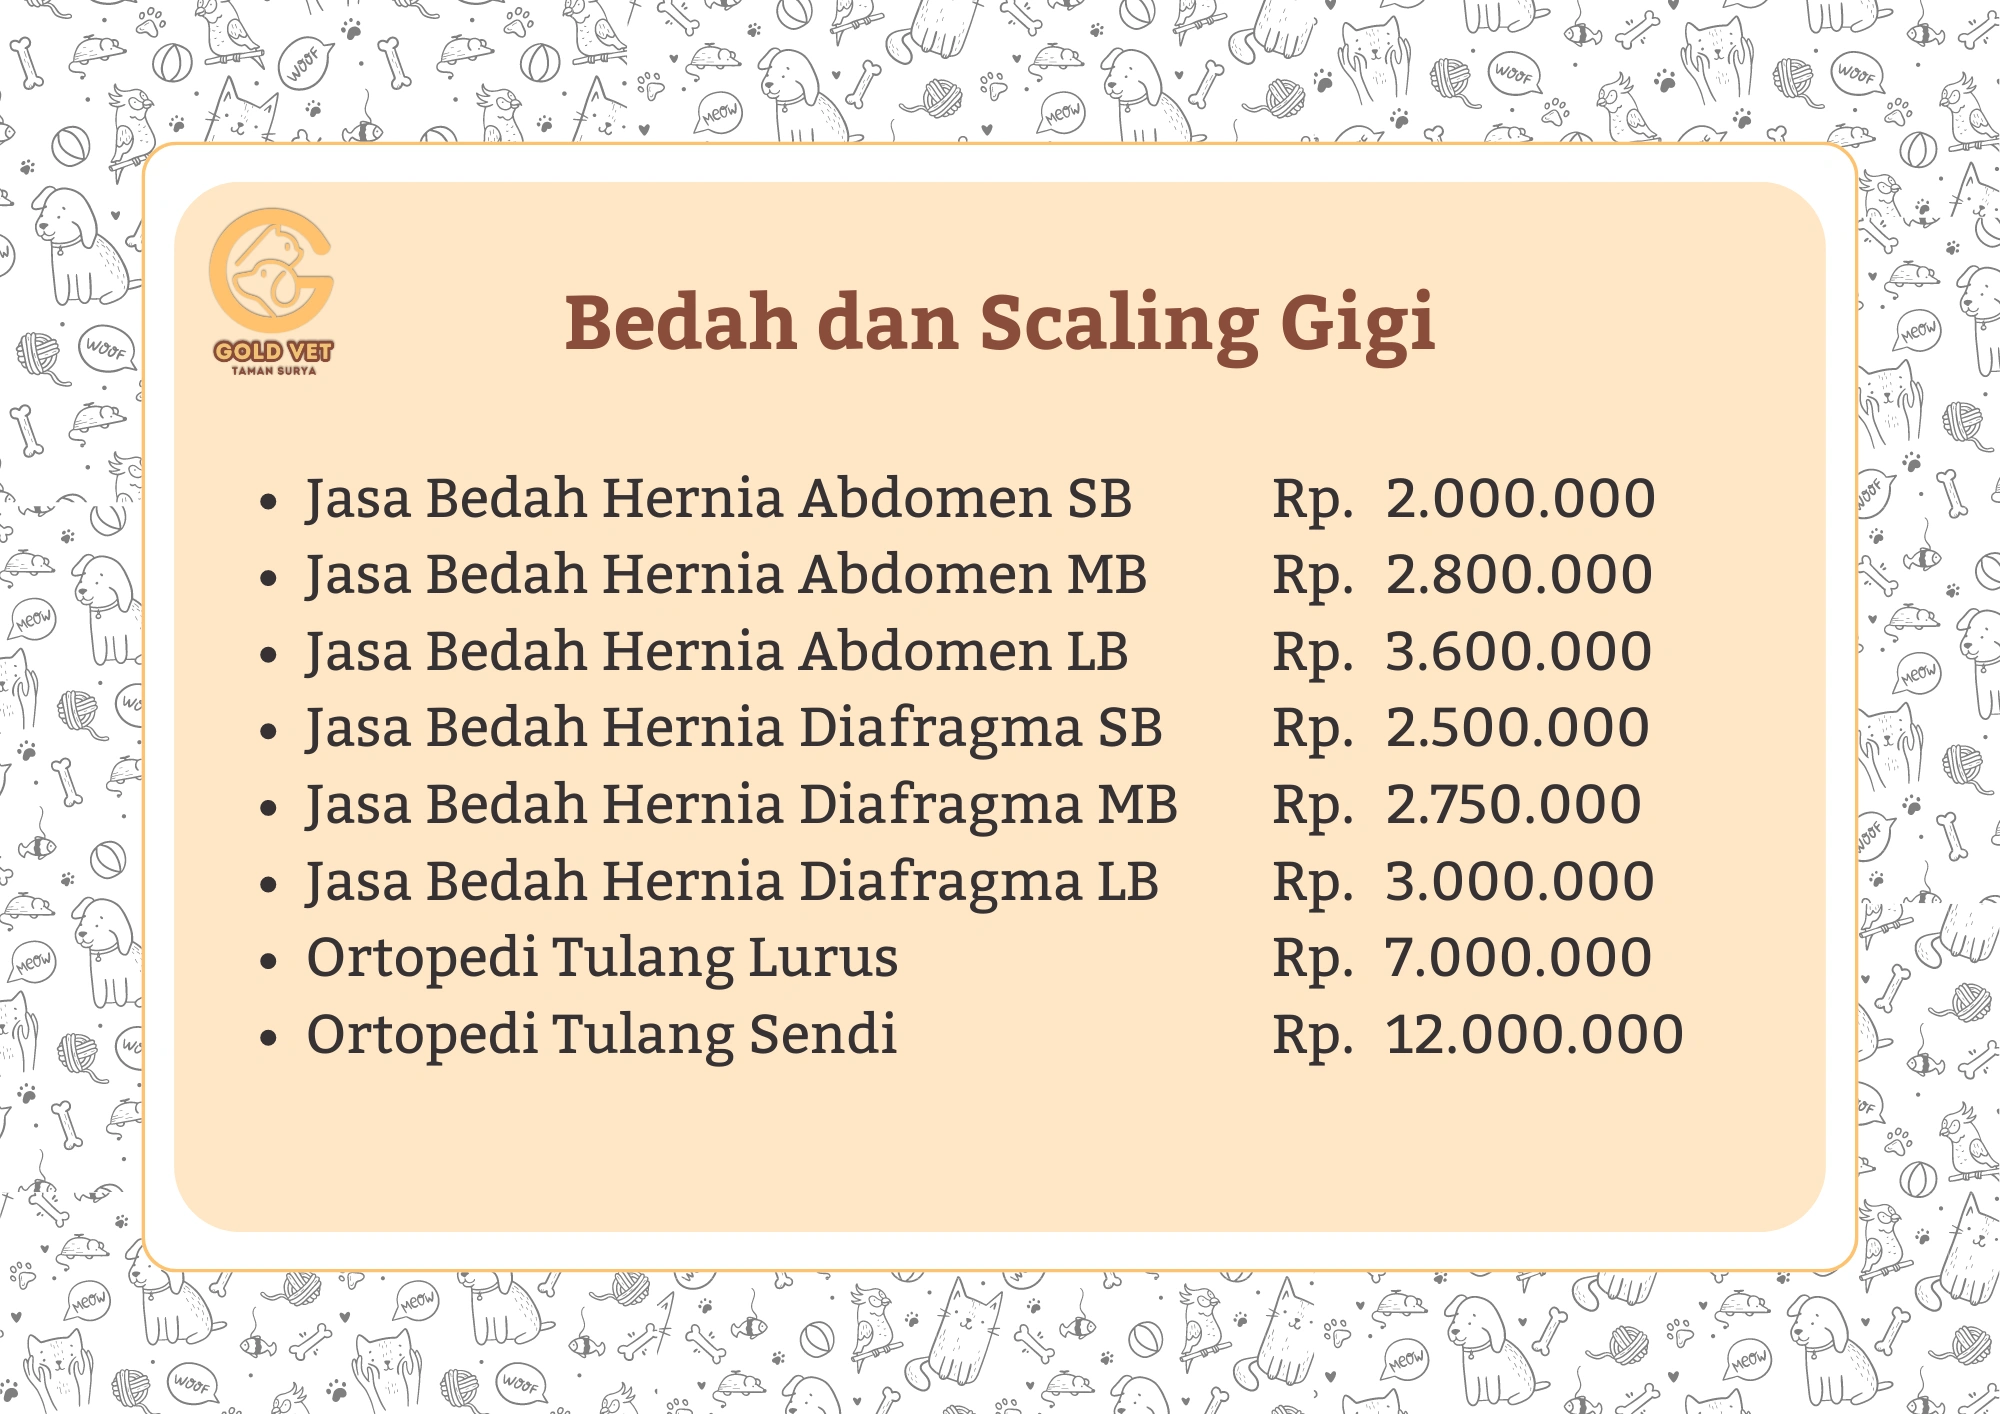 GOLD VET
TAMAN SURYA
Bedah dan Scaling Gigi
• Jasa Bedah Hernia Abdomen SB Rp. 2.000.000
• Jasa Bedah Hernia Abdomen MB Rp. 2.800.000
• Jasa Bedah Hernia Abdomen LB Rp. 3.600.000
• Jasa Bedah Hernia Diafragma SB Rp. 2.500.000
• Jasa Bedah Hernia Diafragma MB Rp. 2.750.000
• Jasa Bedah Hernia Diafragma LB Rp. 3.000.000
• Ortopedi Tulang Lurus Rp. 7.000.000
• Ortopedi Tulang Sendi Rp. 12.000.000